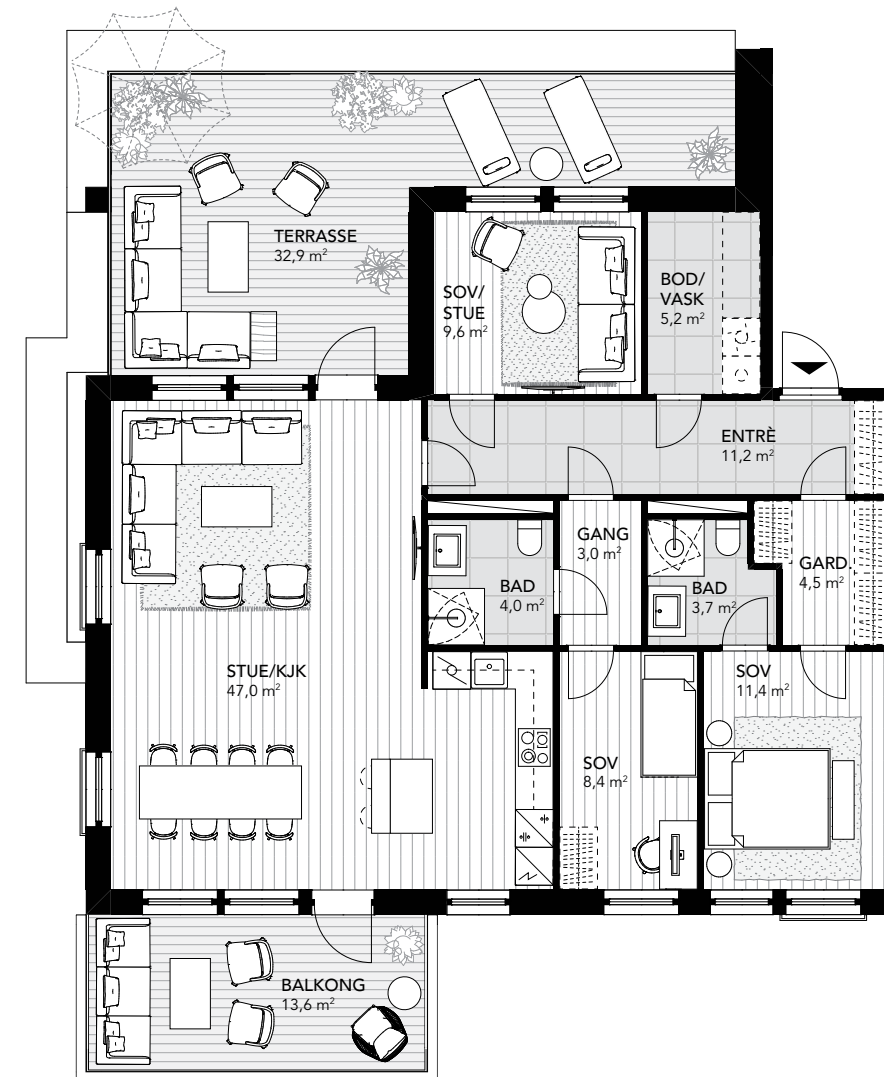 TERRASSE
32,9 m²
SOV/
STUE
9,6 m²
BOD/
VASK
5,2 m²
ENTRÈ
11,2 m²
GANG
3,0 m²
GARD.
4,5 m²
BAD
4,0 m²
BAD
3,7 m²
STUE/KJK
47,0 m²
SOV
11,4 m²
SOV
8,4 m²
BALKONG
13,6 m²